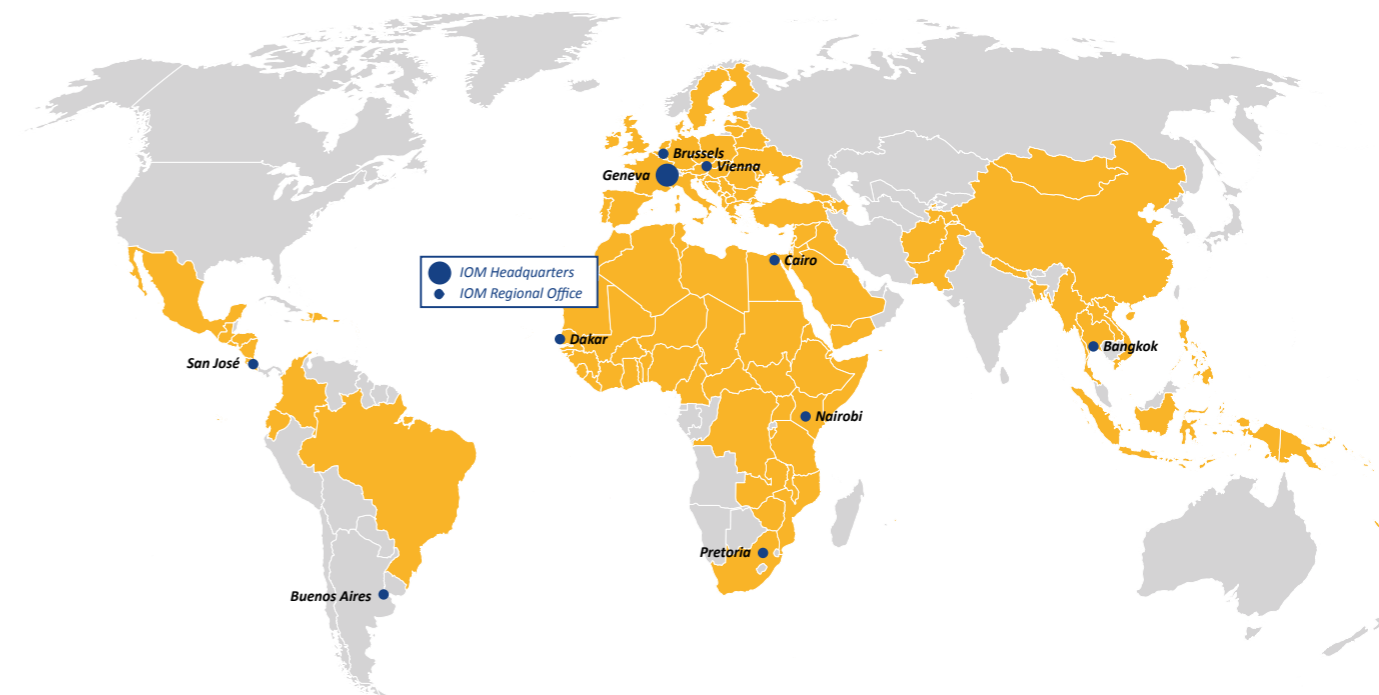 Brussels
Vienna
Geneva
IOM Headquarters
IOM Regional Office
Cairo
Dakar
Bangkok
San José
Nairobi
Pretoria
Buenos Aires